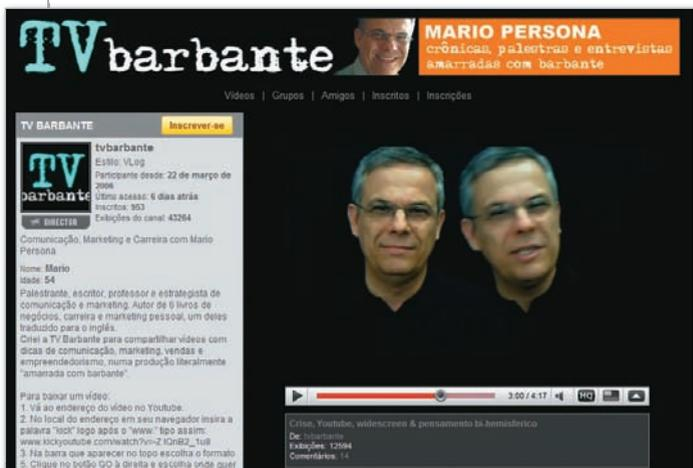 TV barbante
MARIO PERSONA
crônicas, palestras e entrevistas
amarradas com barbante
Vídeos | Grupos | Amigos | Inscritos | Inscrições
TV BARBANTE
Inscrever-se
TV
barbante
DIRECTOR
tvbarbante
Estilo: VLog
Participante desde: 22 de março de
2006
Último acesso: 6 dias atrás
Inscritos: 953
Exibições do canal: 43264
Comunicação, Marketing e Carreira com Mario
Persona
Nome: Mario
Idade: 54
Palestrante, escritor, professor e estrategista de
comunicação e marketing. Autor de 6 livros de
negócios, carreira e marketing pessoal, um deles
traduzido para o inglês.
Criei a TV Barbante para compartilhar vídeos com
dicas de comunicação, marketing, vendas e
empreendedorismo, numa produção literalmente
"amarrada com barbante".
Para baixar um vídeo:
1. Vá ao endereço do vídeo no Youtube.
2. No local do endereço em seu navegador insira a
palavra "kick" logo após o "www." tipo assim:
3. Na barra que aparecer no topo escolha o formato
5. Clique no botão GO à direita e escolha onde quer
3:00 / 4:17
HQ
Crise, Youtube, widescreen & pensamento bi-hemisférico
De: tvbarbante
Exibições: 12594
Comentários: 14